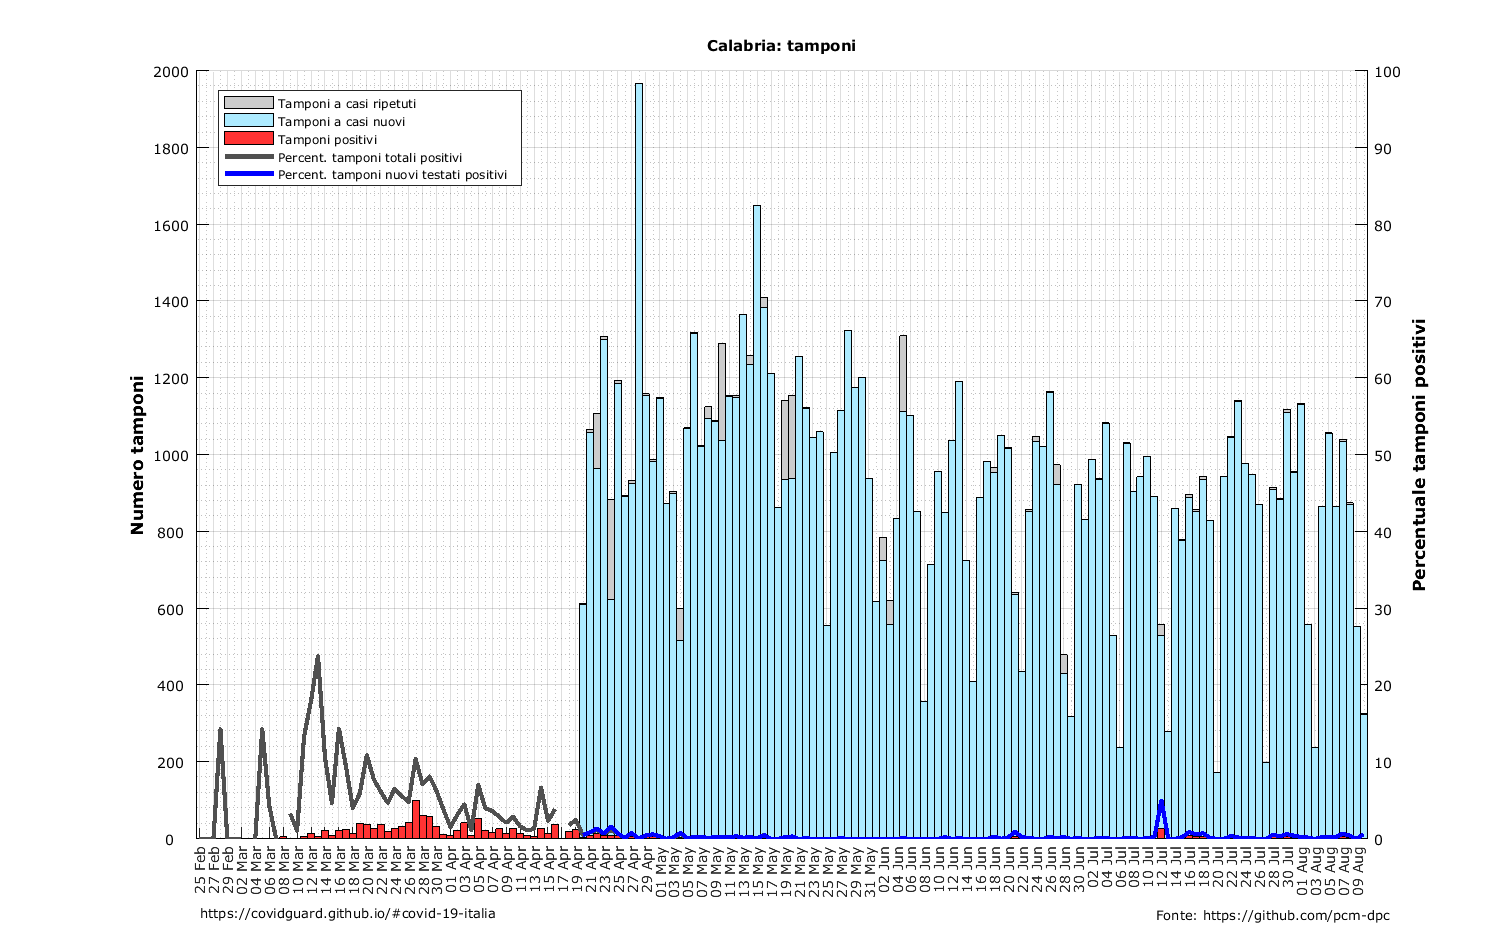 Calabria: tamponi
Tamponi a casi ripetuti
Tamponi a casi nuovi
Tamponi positivi
Percent. tamponi totali positivi
Percent. tamponi nuovi testati positivi
Numero tamponi
2000
1800
1600
1400
1200
1000
800
600
400
200
0
100
90
80
70
60
50
40
30
20
10
0
Percentuale tamponi positivi
25 Feb
27 Feb
29 Feb
02 Mar
04 Mar
06 Mar
08 Mar
10 Mar
12 Mar
14 Mar
16 Mar
18 Mar
20 Mar
22 Mar
24 Mar
26 Mar
28 Mar
30 Mar
01 Apr
03 Apr
05 Apr
07 Apr
09 Apr
11 Apr
13 Apr
15 Apr
17 Apr
19 Apr
21 Apr
23 Apr
25 Apr
27 Apr
29 Apr
01 May
03 May
05 May
07 May
09 May
11 May
13 May
15 May
17 May
19 May
21 May
23 May
25 May
27 May
29 May
31 May
02 Jun
04 Jun
06 Jun
08 Jun
10 Jun
12 Jun
14 Jun
16 Jun
18 Jun
20 Jun
22 Jun
24 Jun
26 Jun
28 Jun
30 Jun
02 Jul
04 Jul
06 Jul
08 Jul
10 Jul
12 Jul
14 Jul
16 Jul
18 Jul
20 Jul
22 Jul
24 Jul
26 Jul
28 Jul
30 Jul
01 Aug
03 Aug
05 Aug
07 Aug
09 Aug
https://covidguard.github.io/#covid-19-italia
Fonte: https://github.com/pcm-dpc